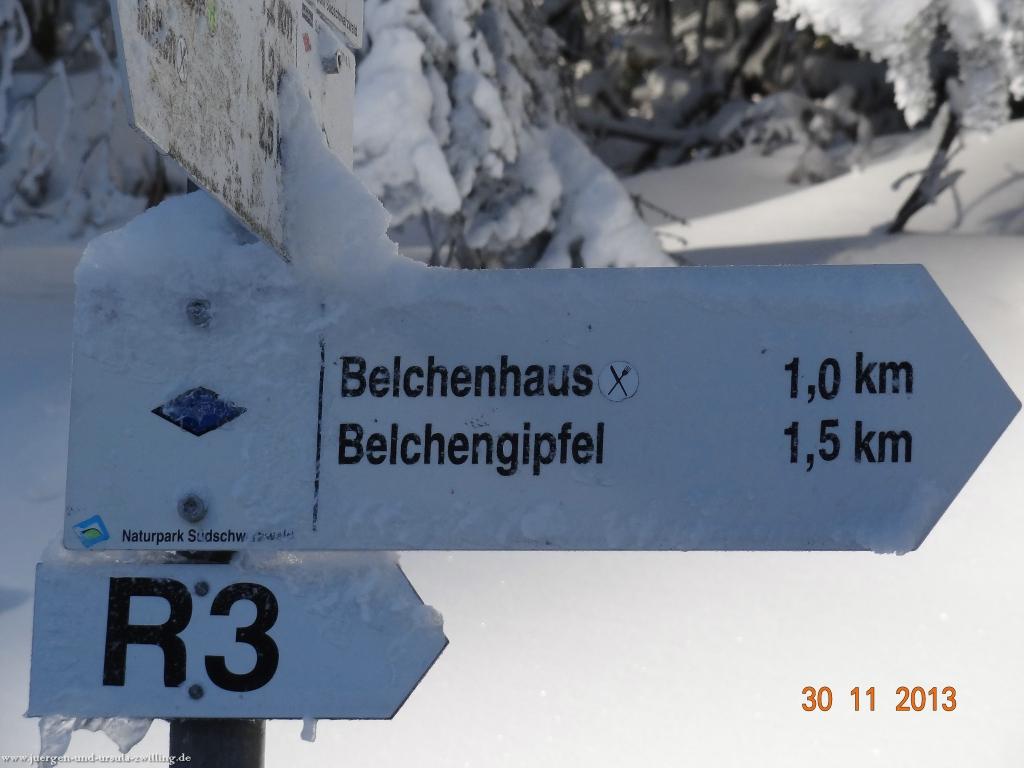 Belchenhaus 1,0 km
Belchengipfel 1,5 km
Naturpark Südschwarzwald
R3
30 11 2013
www.juergen-und-ursula-zwilling.de